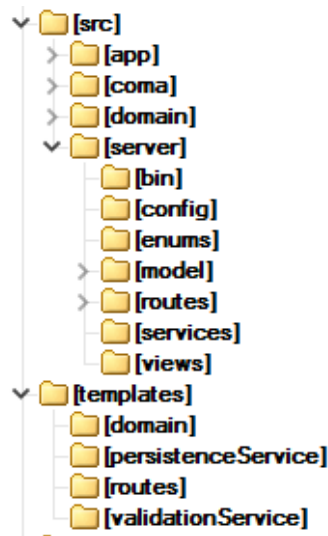 [src]
[app]
[coma]
[domain]
[server]
[bin]
[config]
[enums]
[model]
[routes]
[services]
[views]
[templates]
[domain]
[persistenceService]
[routes]
[validationService]